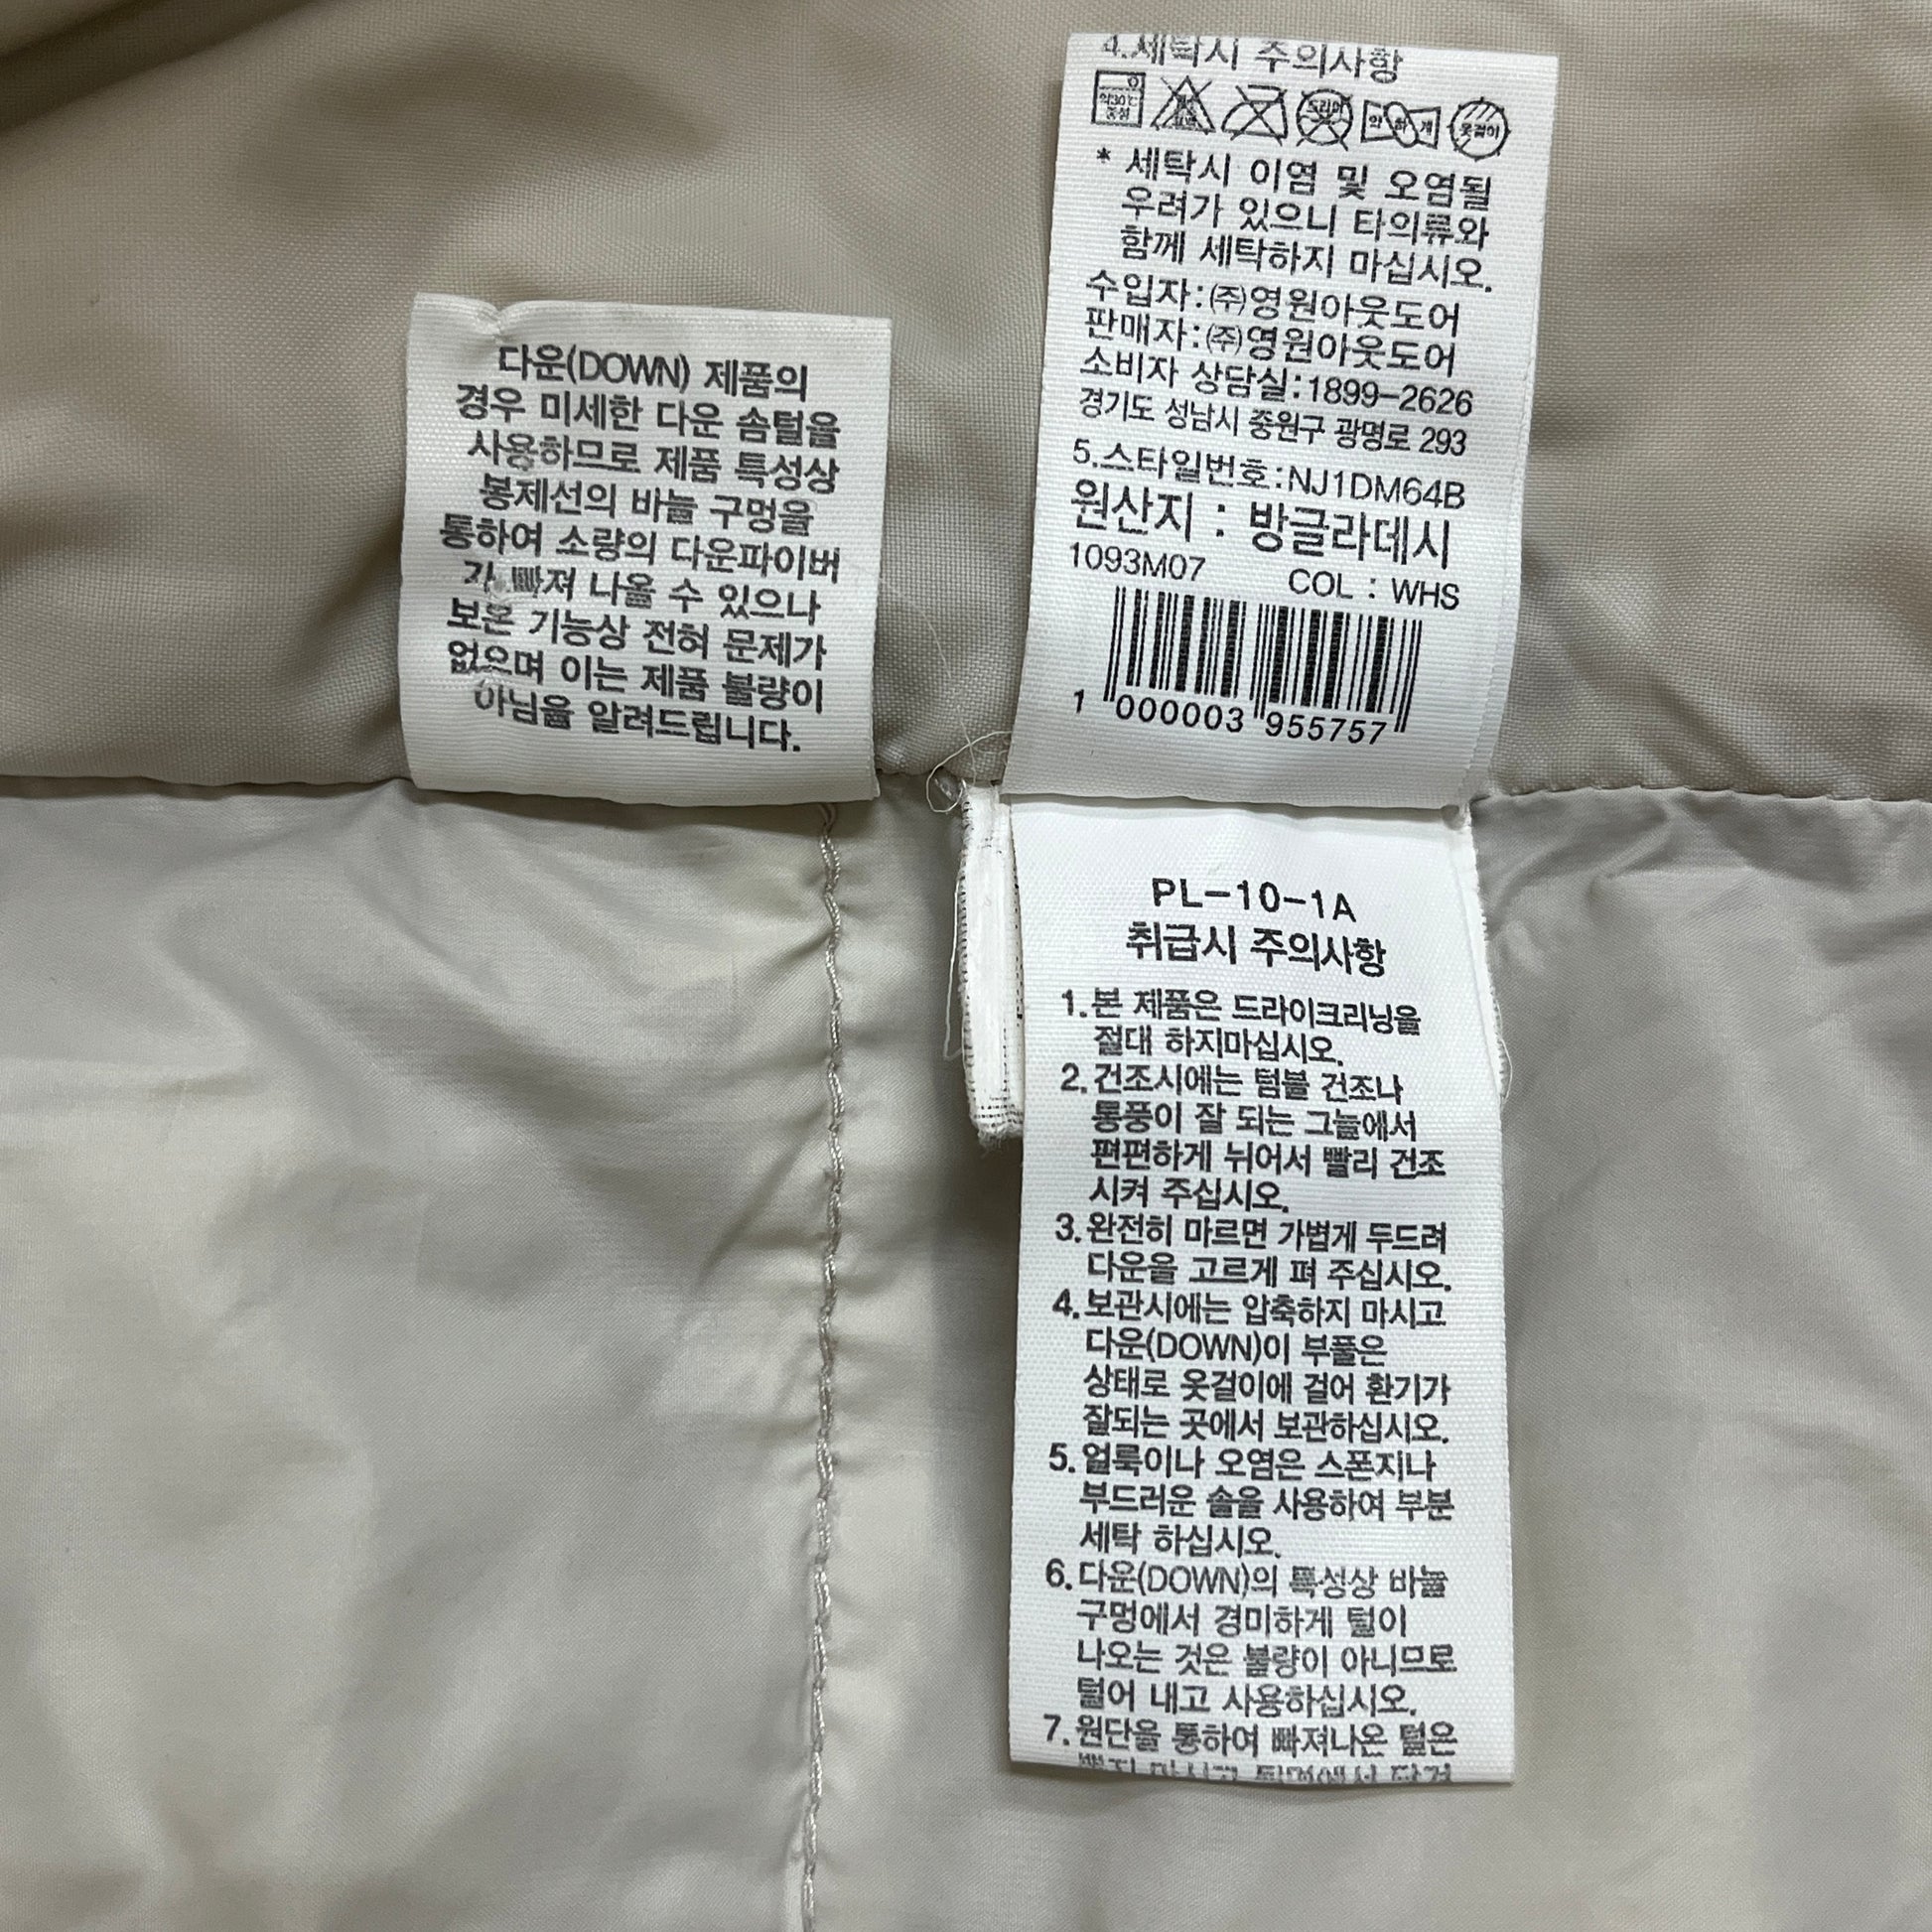 다운(DOWN) 제품의
경우 미세한 다운 솜털을
사용하므로 제품 특성상
봉제선의 바늘 구멍을
통하여 소량의 다운파이버
가 빠져 나올 수 있으나
보온 기능상 전혀 문제가
없으며 이는 제품 불량이
아님을 알려드립니다.
4.세탁시 주의사항
약30℃
중성
드라이
약 하 게
옷걸이
* 세탁시 이염 및 오염될
우려가 있으니 타의류와
함께 세탁하지 마십시오.
수입자:㈜영원아웃도어
판매자:㈜영원아웃도어
소비자 상담실:1899-2626
경기도 성남시 중원구 광명로 293
5.스타일번호:NJ1DM64B
원산지 : 방글라데시
1093M07 COL : WHS
1 000003 955757
PL-10-1A
취급시 주의사항
1.본 제품은 드라이크리닝을
절대 하지마십시오.
2.건조시에는 텀블 건조나
통풍이 잘 되는 그늘에서
편편하게 뉘어서 빨리 건조
시켜 주십시오.
3.완전히 마르면 가볍게 두드려
다운을 고르게 펴 주십시오.
4.보관시에는 압축하지 마시고
다운(DOWN)이 부풀은
상태로 옷걸이에 걸어 환기가
잘되는 곳에서 보관하십시오.
5.얼룩이나 오염은 스폰지나
부드러운 솔을 사용하여 부분
세탁 하십시오.
6.다운(DOWN)의 특성상 바늘
구멍에서 경미하게 털이
나오는 것은 불량이 아니므로
털어 내고 사용하십시오.
7.원단을 통하여 빠져나온 털은